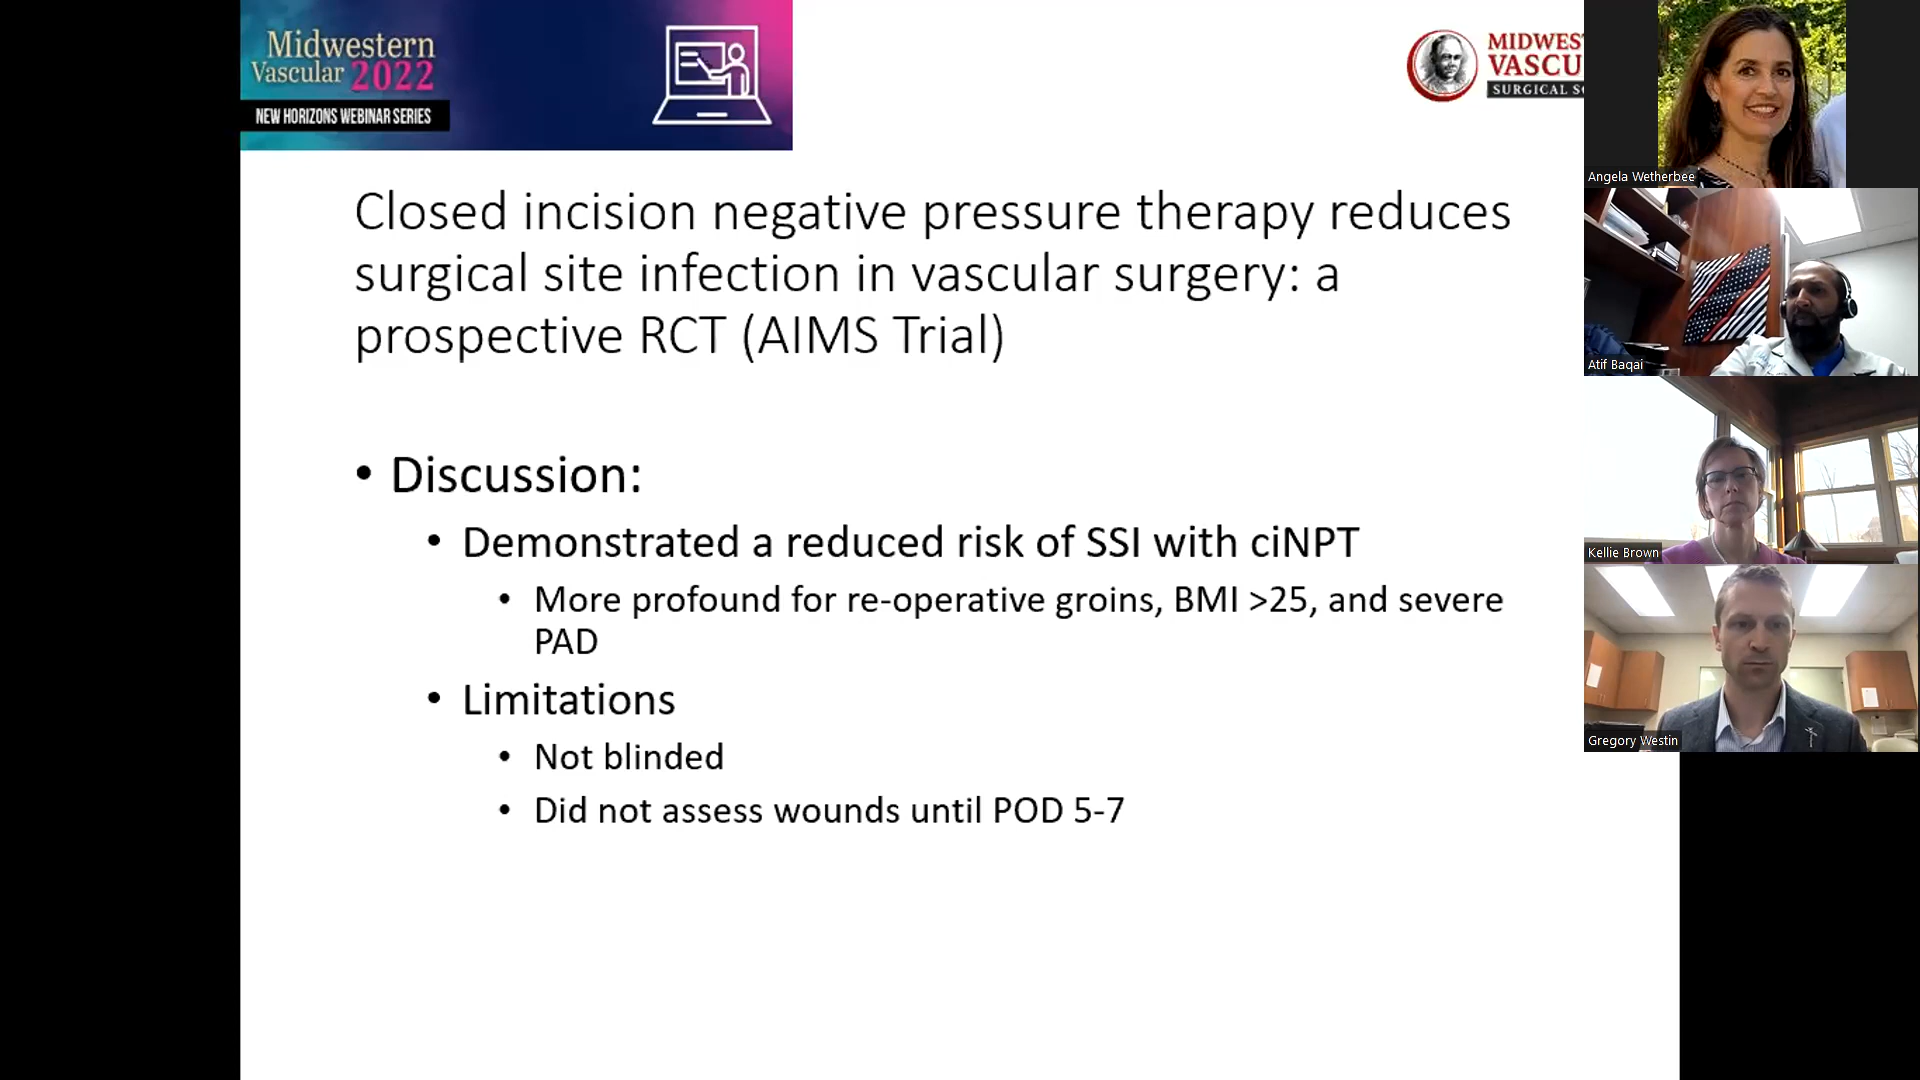 Midwestern
Vascular 2022
NEW HORIZONS WEBINAR SERIES
VASCU
SURGICAL
Closed incision negative pressure therapy reduces
surgical site infection in vascular surgery: a
prospective RCT (AIMS Trial)
• Discussion:
• Demonstrated a reduced risk of SSI with ciNPT
• More profound for re-operative groins, BMI >25, and severe
PAD
• Limitations
• Not blinded
• Did not assess wounds until POD 5-7
Angela Wetherbee
Atif Baqai
Kellie Brown
Gregory Westin